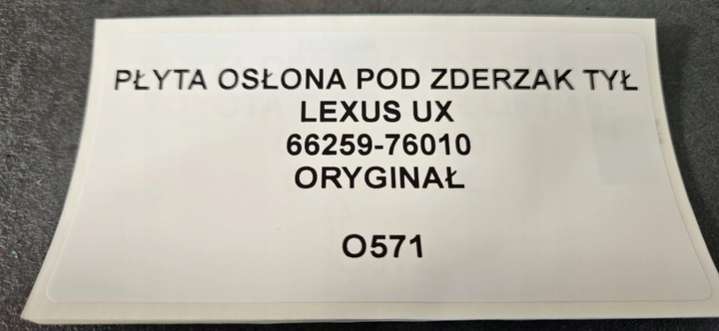 PŁYTA OSŁONA POD ZDERZAK TYŁ
LEXUS UX
66259-76010
ORYGINAŁ
O571